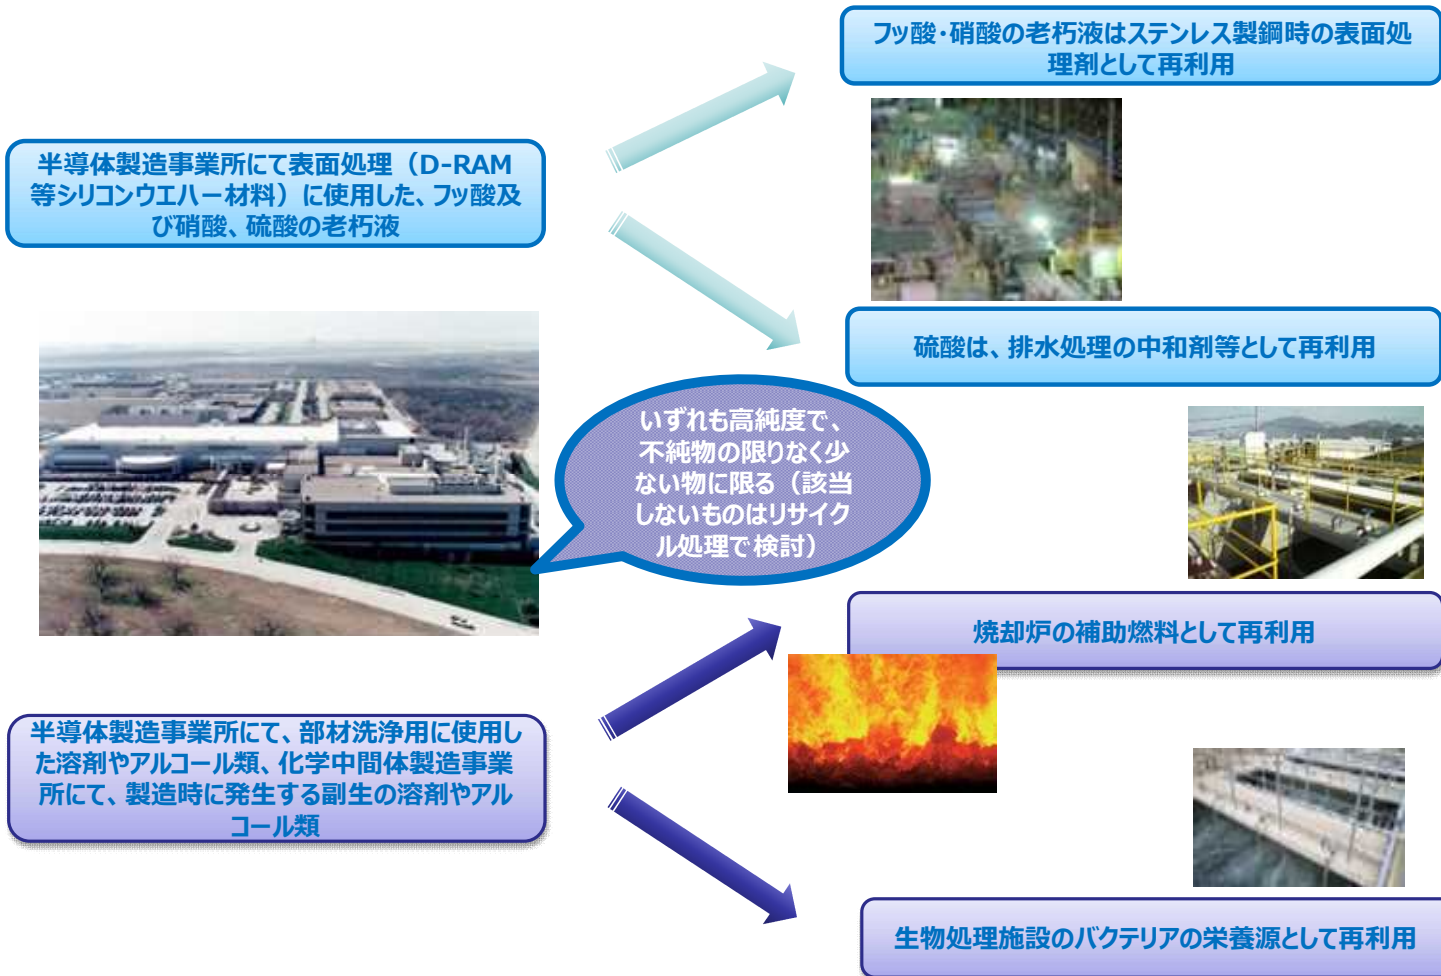 フッ酸・硝酸の老朽液はステンレス製鋼時の表面処
理剤として再利用
半導体製造事業所にて表面処理（D-RAM
等シリコンウエハー材料）に使用した、フッ酸及
び硝酸、硫酸の老朽液
硫酸は、排水処理の中和剤等として再利用
いずれも高純度で、
不純物の限りなく少
ない物に限る（該当
しないものはリサイク
ル処理で検討）
焼却炉の補助燃料として再利用
半導体製造事業所にて、部材洗浄用に使用し
た溶剤やアルコール類、化学中間体製造事業
所にて、製造時に発生する副生の溶剤やアル
コール類
生物処理施設のバクテリアの栄養源として再利用